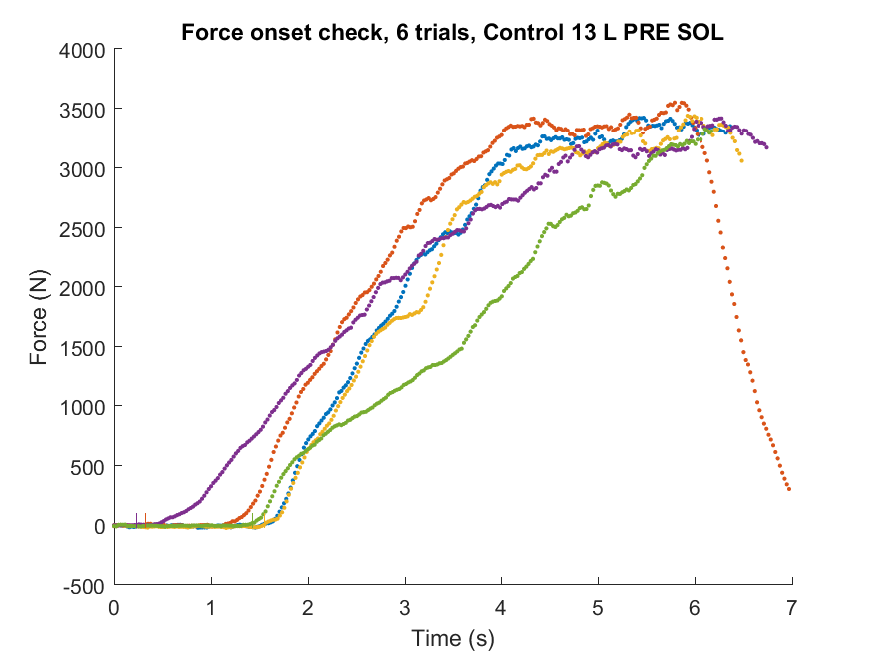 Force onset check, 6 trials, Control 13 L PRE SOL
4000
3500
3000
2500
2000
1500
1000
500
0
-500
Force (N)
0 1 2 3 4 5 6 7
Time (s)